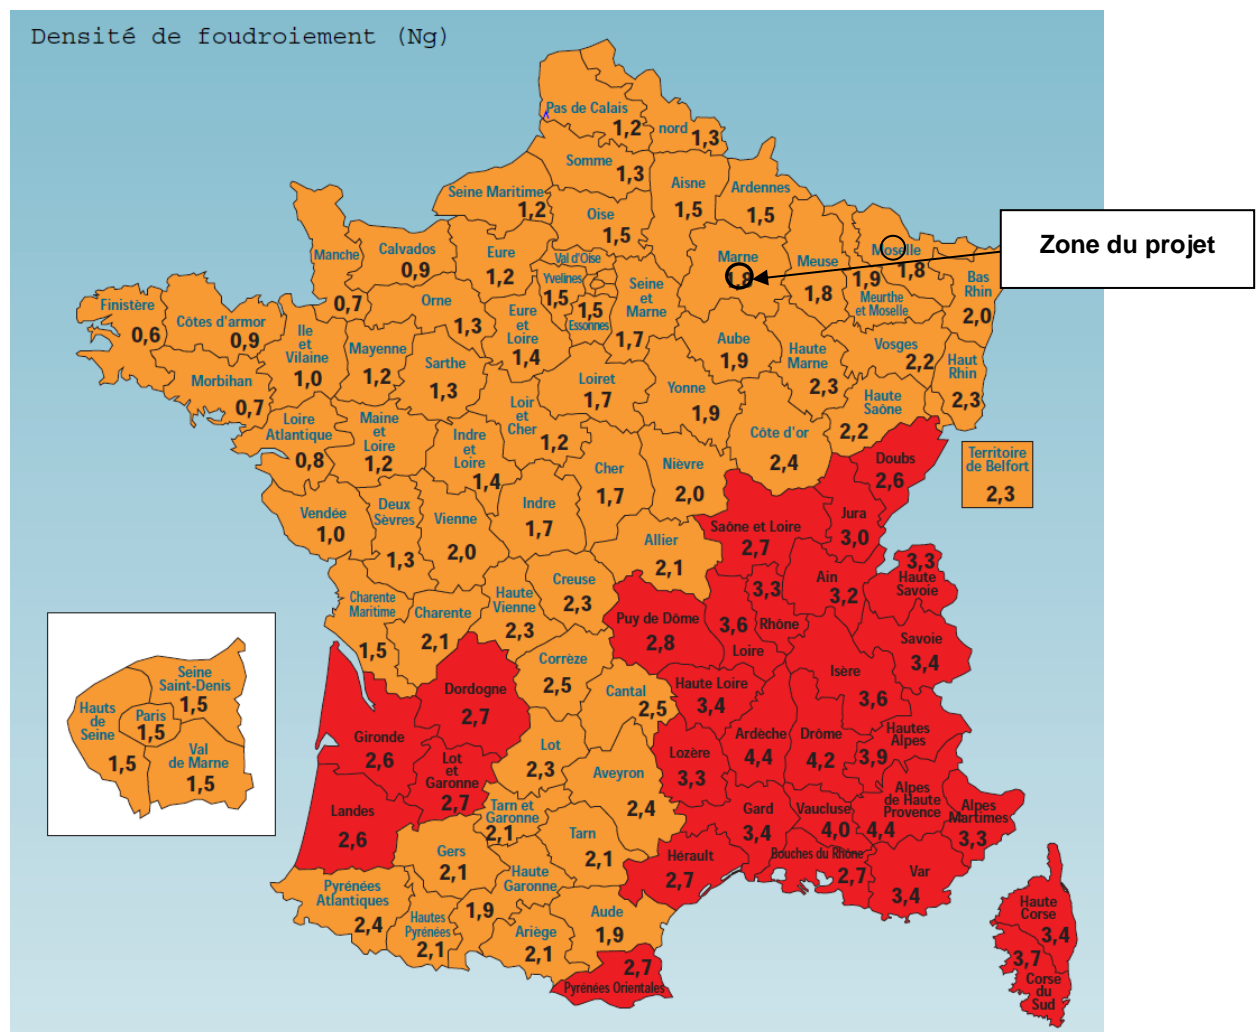 Densité de foudroiement (Ng)
Pas de Calais
1,2
nord
1,3
Somme
1,3
Seine Maritime
1,2
Aisne
1,5
Ardennes
1,5
Oise
1,5
Zone du projet
Manche
0,7
Calvados
0,9
Eure
1,2
Val d'Oise
Yvelines
1,5
1,5
Essonnes
Seine
et
Marne
1,7
Marne
1,8
Meuse
1,8
Moselle
1,8
1,9
Meurthe
et Moselle
Bas
Rhin
2,0
Finistère
0,6
Côtes d'armor
0,9
Morbihan
0,7
Ile
et
Vilaine
1,0
Mayenne
1,2
Orne
1,3
Sarthe
1,3
Eure
et
Loire
1,4
Loiret
1,7
Yonne
1,9
Aube
1,9
Haute
Marne
2,3
Vosges
2,2
Haut
Rhin
2,3
Haute
Saône
2,2
Loire
Atlantique
0,8
Maine
et
Loire
1,2
Indre
et
Loire
1,4
Loir
et
Cher
1,2
Cher
1,7
Nièvre
2,0
Côte d'or
2,4
Doubs
2,6
Territoire
de Belfort
2,3
Vendée
1,0
Deux
Sèvres
1,3
Vienne
2,0
Indre
1,7
Allier
2,1
Saône et Loire
2,7
Jura
3,0
Charente
Maritime
1,5
Charente
2,1
Haute
Vienne
2,3
Creuse
2,3
Puy de Dôme
2,8
3,6
Loire
3,3
Rhône
Ain
3,2
3,3
Haute
Savoie
Savoie
3,4
Seine
Saint-Denis
1,5
Hauts
de
Seine
1,5
Paris
1,5
Val
de Marne
1,5
Dordogne
2,7
Corrèze
2,5
Cantal
2,5
Haute Loire
3,4
Isère
3,6
Gironde
2,6
Lot
et
Garonne
2,7
Lot
2,3
Aveyron
2,4
Lozère
3,3
Ardèche
4,4
Drôme
4,2
Hautes
Alpes
3,9
Landes
2,6
Tarn et
Garonne
2,1
Tarn
2,1
Gard
3,4
Vaucluse
4,0
Alpes
de Haute
Provence
4,4
Alpes
Martimes
3,3
Gers
2,1
Haute
Garonne
1,9
Hérault
2,7
Bouches du Rhône
2,7
Var
3,4
Pyrénées
Atlantiques
2,4
Hautes
Pyrénées
2,1
Ariège
2,1
Aude
1,9
2,7
Pyrénées Orientales
Haute
Corse
3,4
3,7
Corse
du
Sud